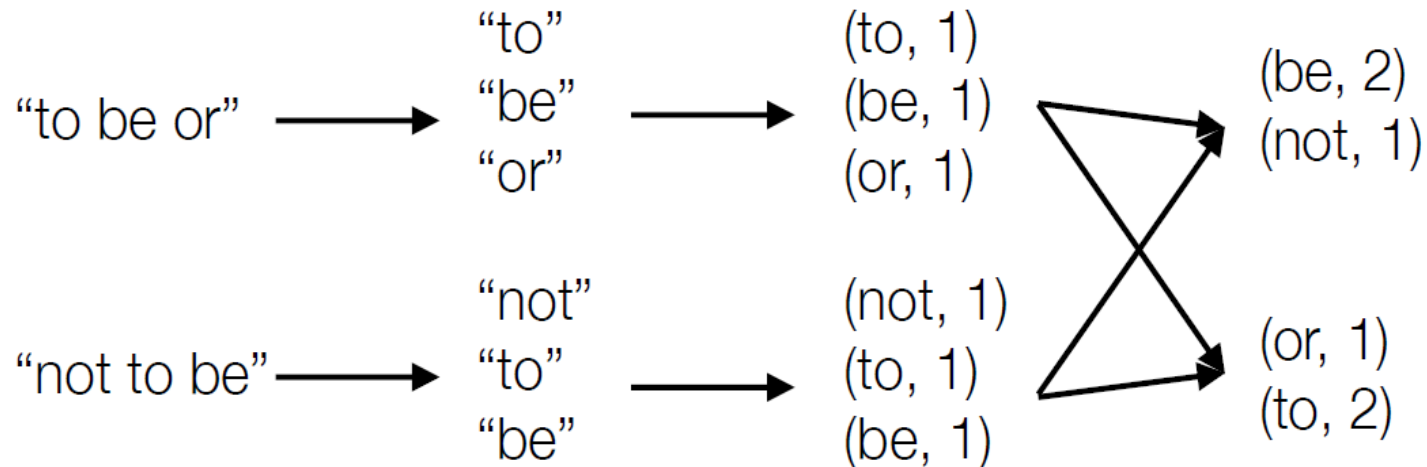 “to be or”
“to”
“be”
“or”
(to, 1)
(be, 1)
(or, 1)
(be, 2)
(not, 1)
“not to be”
“not”
“to”
“be”
(not, 1)
(to, 1)
(be, 1)
(or, 1)
(to, 2)